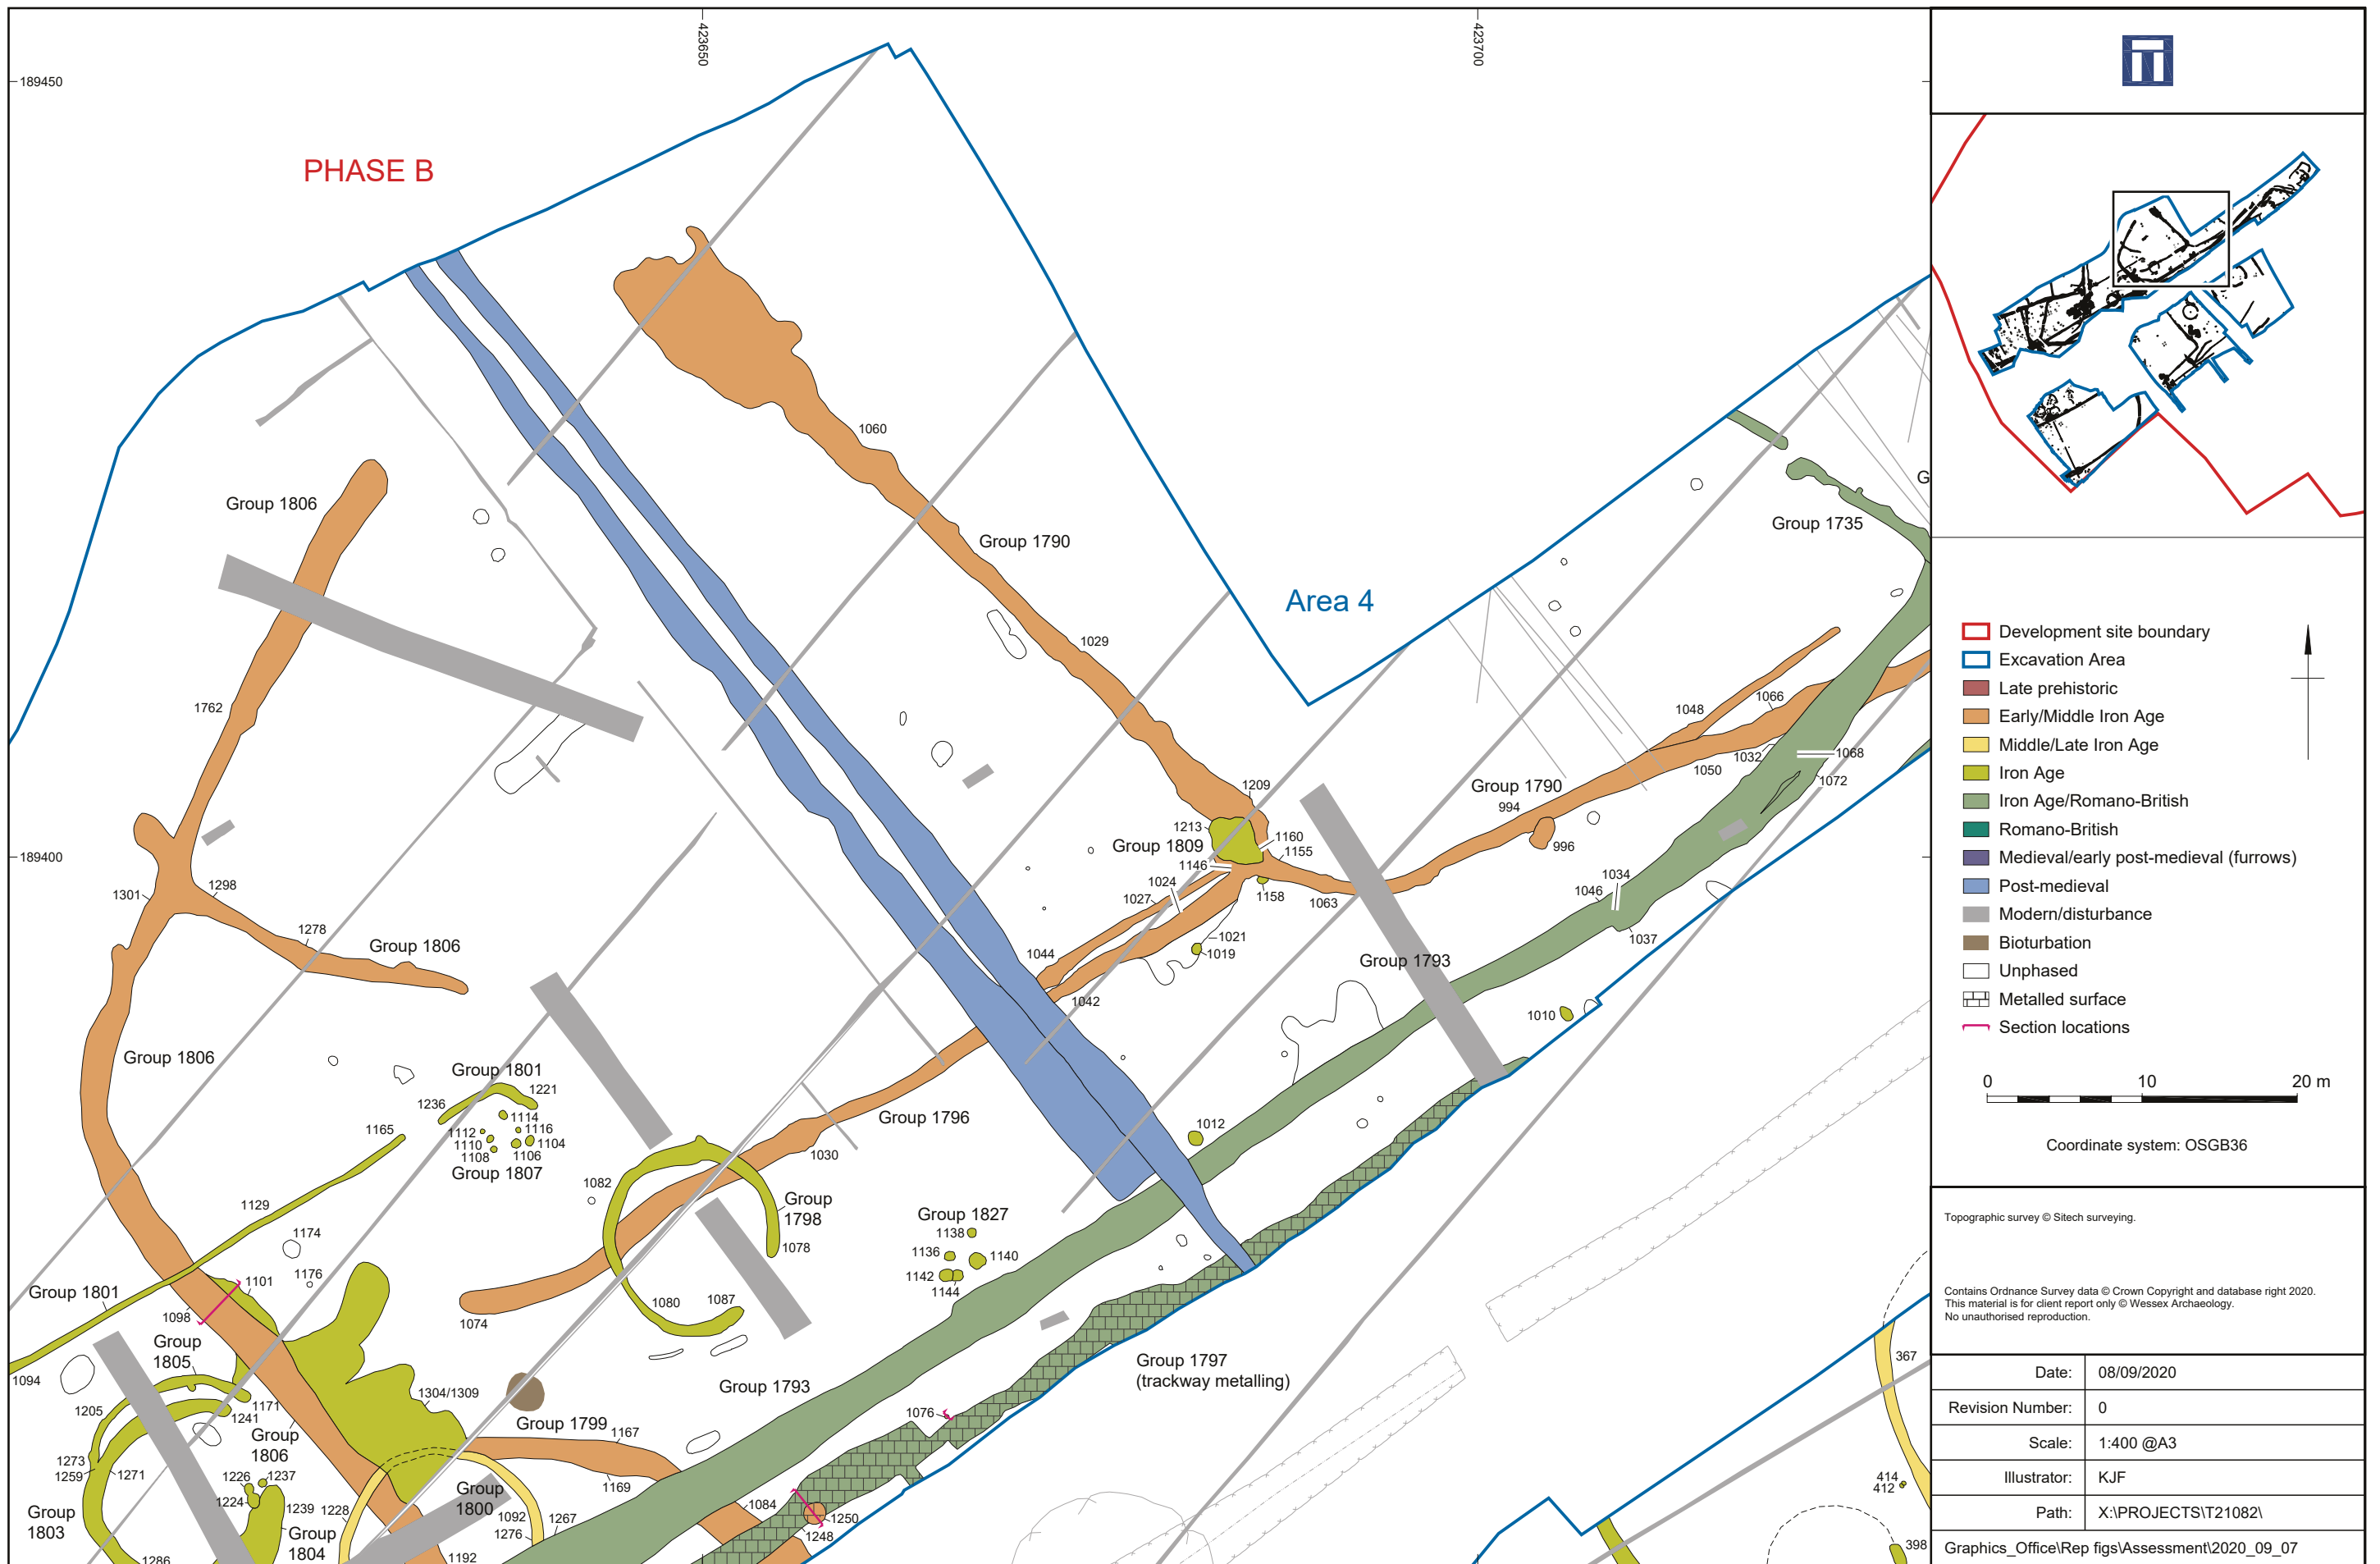 423650
423700
189450
PHASE B
1060
Group 1806
G
Group 1735
Group 1790
Area 4
1029
1762
1048
1066
1032
1068
1050
1072
1209
Group 1790
994
1213
1160
Group 1809
1155
996
189400
1146
1024
1034
1298
1027
1158
1046
1301
1063
1278
1021
1037
Group 1806
1044
1019
Group 1793
1042
1010
Group 1806
Group 1801
1221
1236
1114
Group 1796
1165
1112
1116
1110
1104
1012
1108
1106
1030
Group 1807
1082
1129
Group
1798
Group 1827
1174
1138
1078
1136
1140
1176
1101
1142
Group 1801
1144
1080
1087
1098
1074
Group
1805
Group 1797
(trackway metalling)
1094
Group 1793
1304/1309
1205
1171
1241
1076
Group 1799
1167
Group
1806
1273
1259
1271
1226
1237
1169
Group
1800
1224
1239
1228
1084
Group
1803
1092
1267
1250
1276
1248
Group
1804
1286
1192
367
414
412
398
Development site boundary
Excavation Area
Late prehistoric
Early/Middle Iron Age
Middle/Late Iron Age
Iron Age
Iron Age/Romano-British
Romano-British
Medieval/early post-medieval (furrows)
Post-medieval
Modern/disturbance
Bioturbation
Unphased
Metalled surface
Section locations
0 10 20 m
Coordinate system: OSGB36
Topographic survey © Sitech surveying.
Contains Ordnance Survey data © Crown Copyright and database right 2020.
This material is for client report only © Wessex Archaeology.
No unauthorised reproduction.
Date: 08/09/2020
Revision Number: 0
Scale: 1:400 @A3
Illustrator: KJF
Path: X:\PROJECTS\T21082\
Graphics_Office\Rep figs\Assessment\2020_09_07